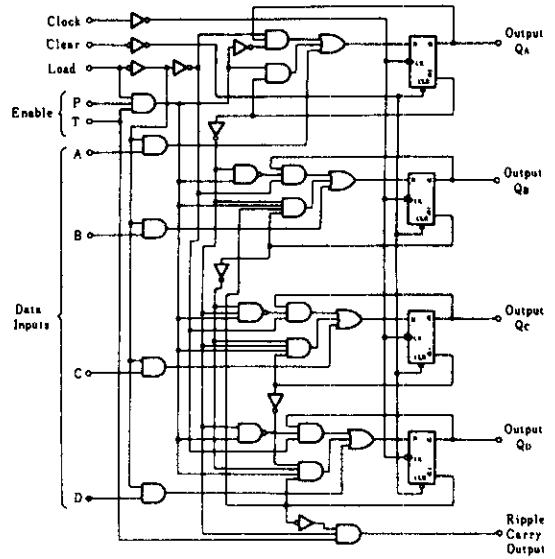 Clock
Clear
Load
Enable
P
T
A
B
Data
Inputs
C
D
Output
QA
Output
QB
Output
QC
Output
QD
Ripple
Carry
Output